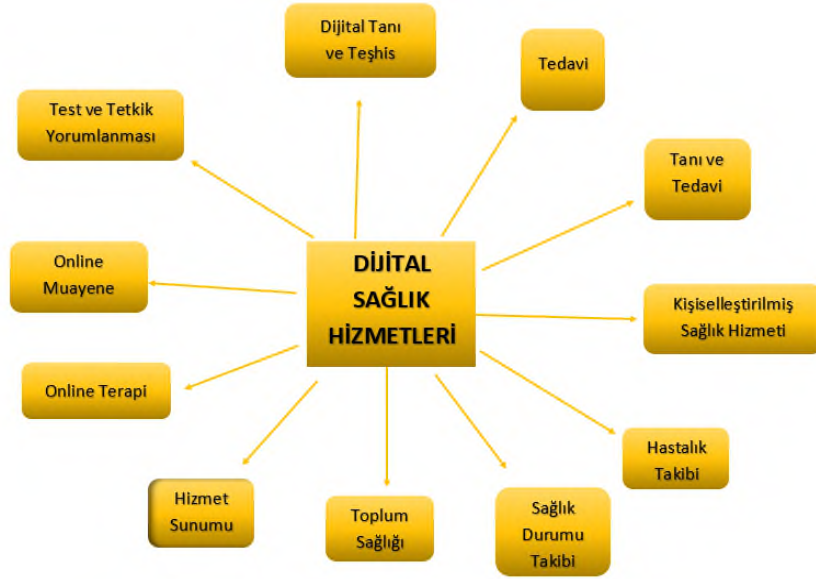 Dijital Tanı
ve Teşhis
Tedavi
Test ve Tetkik
Yorumlanması
Tanı ve
Tedavi
Online
Muayene
DİJİTAL
SAĞLIK
HİZMETLERİ
Kişiselleştirilmiş
Sağlık Hizmeti
Online Terapi
Hastalık
Takibi
Hizmet
Sunumu
Toplum
Sağlığı
Sağlık
Durumu
Takibi